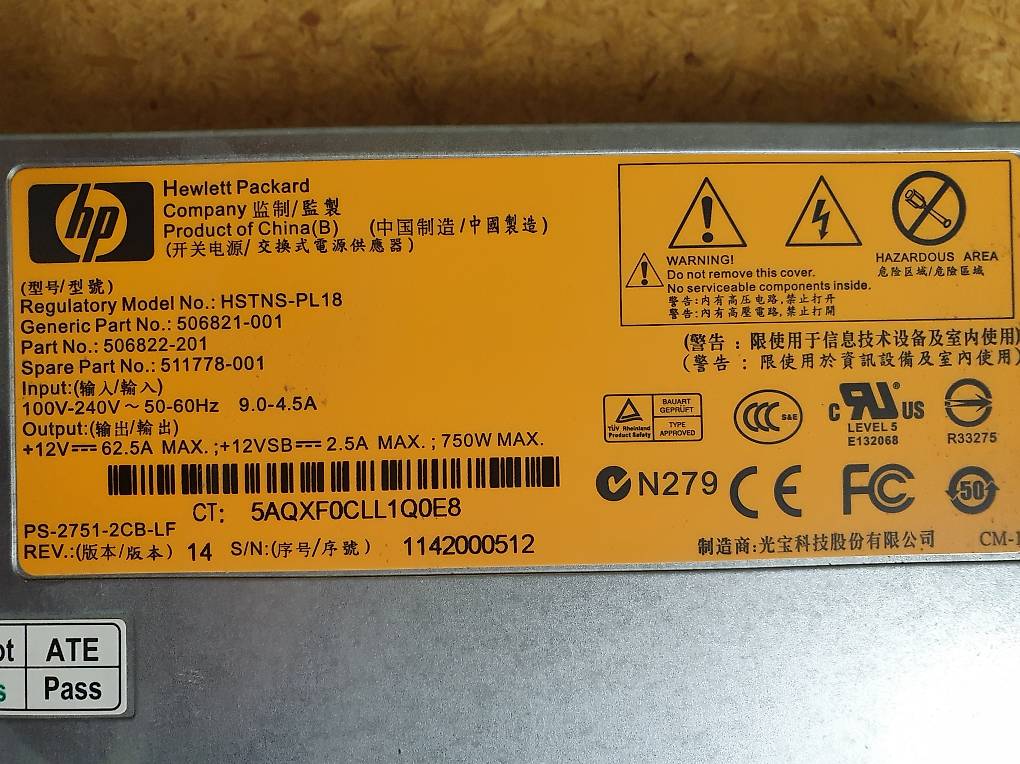 hp
Hewlett Packard
Company 监制/監製
Product of China(B) (中国制造/中國製造)
(开关电源/交換式電源供應器)
(型号/型號)
Regulatory Model No.: HSTNS-PL18
Generic Part No.: 506821-001
Part No.: 506822-201
Spare Part No.: 511778-001
Input:(输入/輸入)
100V-240V ~ 50-60Hz 9.0-4.5A
Output:(输出/輸出)
+12V⎓ 62.5A MAX. ;+12VSB⎓ 2.5A MAX. ; 750W MAX.
CT: 5AQXF0CLL1Q0E8
PS-2751-2CB-LF
REV.:(版本/版本) 14 S/N:(序号/序號) 1142000512
WARNING!
Do not remove this cover.
No serviceable components inside.
警告:内有高压电路,禁止打开
警告:內有高壓電路,禁止打開
HAZARDOUS AREA
危险区域/危險區域
(警告：限使用于信息技术设备及室内使用)
(警告：限使用於資訊設備及室內使用)
TÜV Rheinland
Product Safety
BAUART
GEPRÜFT
TYPE
APPROVED
CCC S&E
c UL® US
LEVEL 5
E132068
R33275
N279 CE FC 50
制造商:光宝科技股份有限公司 CM-1
ATE
Pass